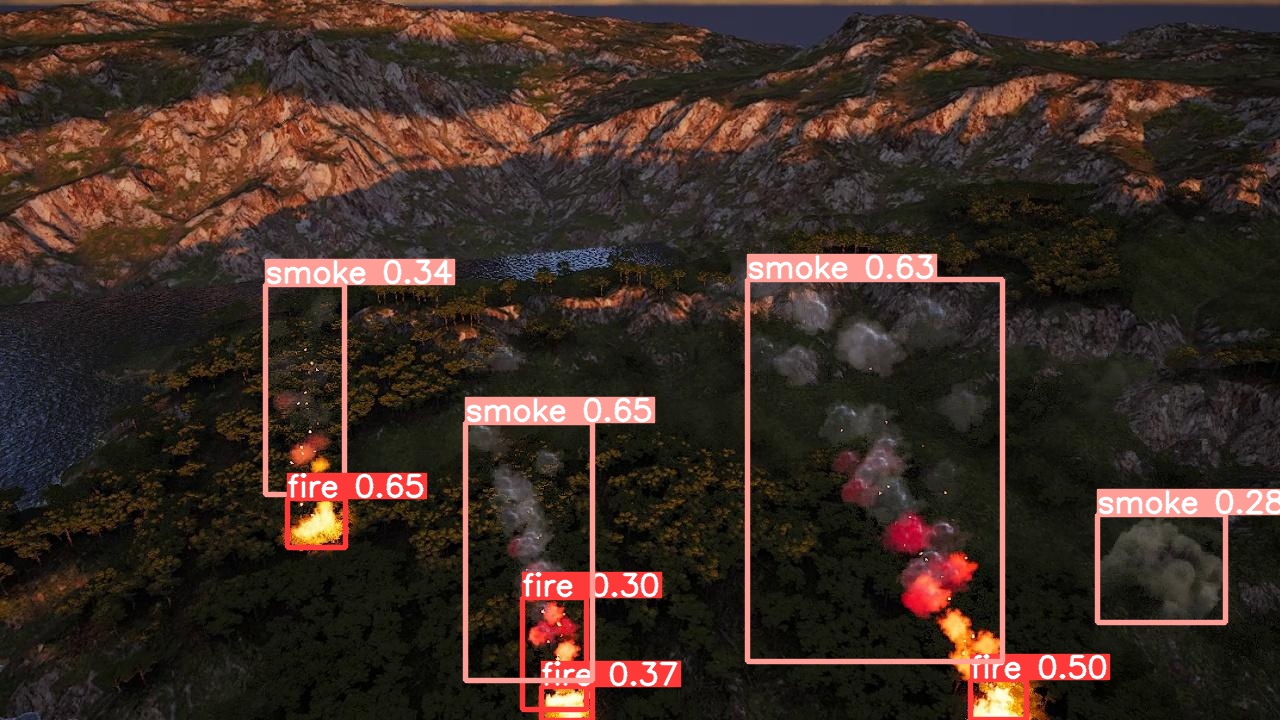 smoke 0.34
smoke 0.63
smoke 0.65
fire 0.65
smoke 0.28
fire 0.30
fire 0.37
fire 0.50